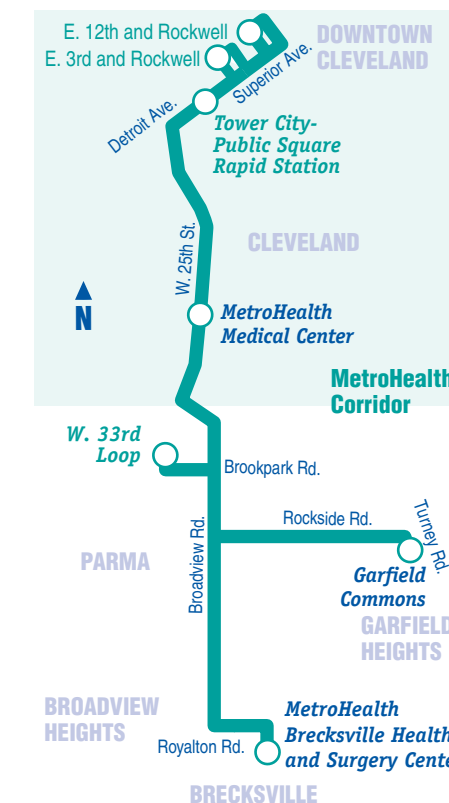 E. 12th and Rockwell
E. 3rd and Rockwell
DOWNTOWN
CLEVELAND
Superior Ave.
Detroit Ave.
Tower City-
Public Square
Rapid Station
W. 25th St.
CLEVELAND
N
MetroHealth
Medical Center
MetroHealth
Corridor
W. 33rd
Loop
Brookpark Rd.
Rockside Rd.
Turney Rd.
Broadview Rd.
PARMA
Garfield
Commons
GARFIELD
HEIGHTS
BROADVIEW
HEIGHTS
MetroHealth
Brecksville Health
and Surgery Cente
Royalton Rd.
BRECKSVILLE